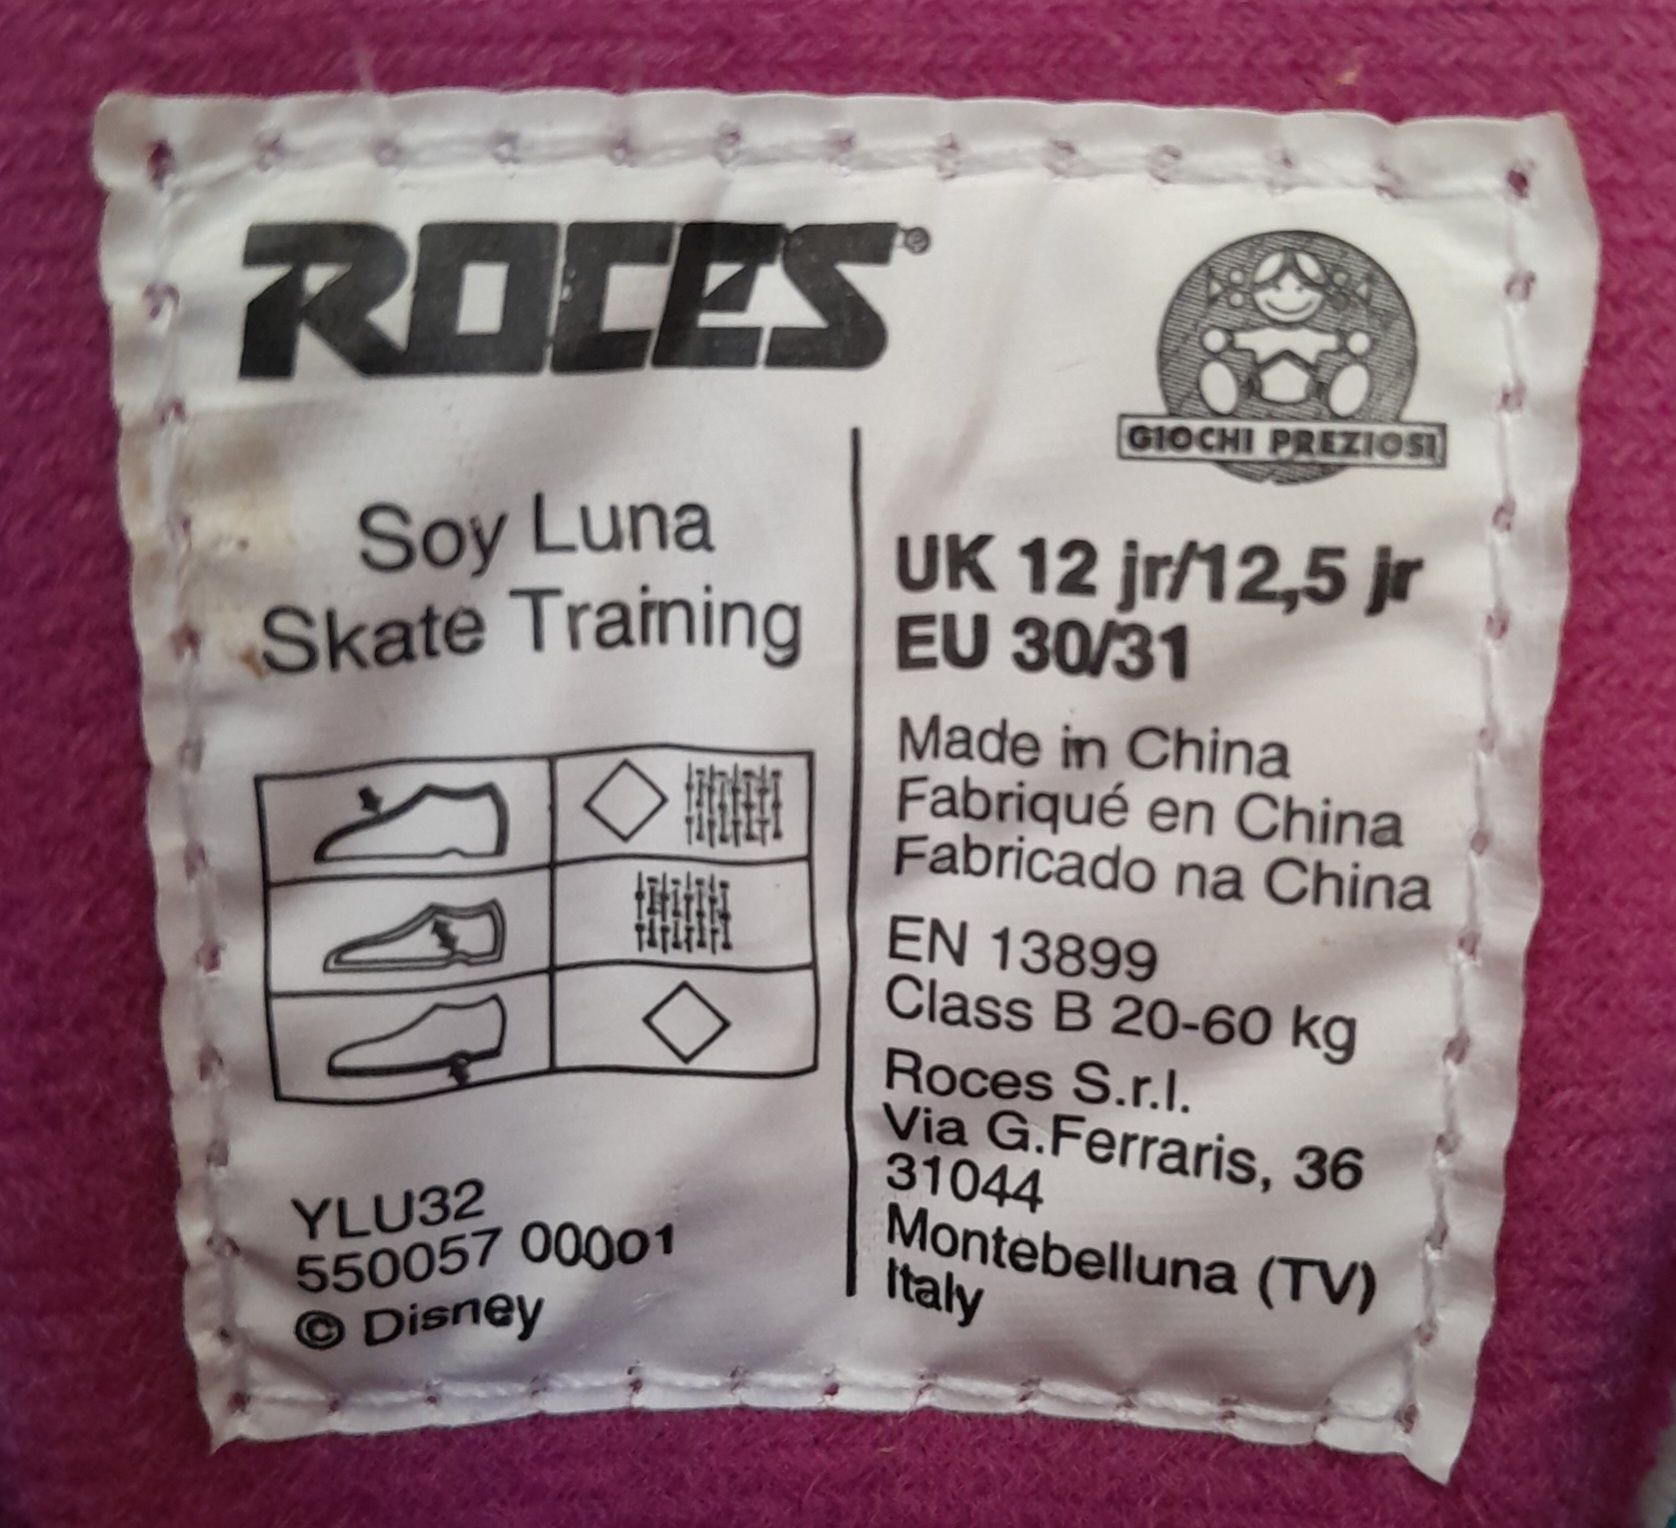 ROCES®
GIOCHI PREZIOSI
Soy Luna
Skate Training
YLU32
550057 00001
© Disney
UK 12 jr/12,5 jr
EU 30/31
Made in China
Fabriqué en China
Fabricado na China
EN 13899
Class B 20-60 kg
Roces S.r.l.
Via G.Ferraris, 36
31044
Montebelluna (TV)
Italy